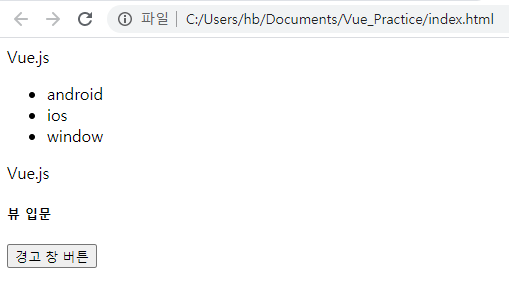 파일 C:/Users/hb/Documents/Vue_Practice/index.html
Vue.js
android
ios
window
Vue.js
뷰 입문
경고 창 버튼